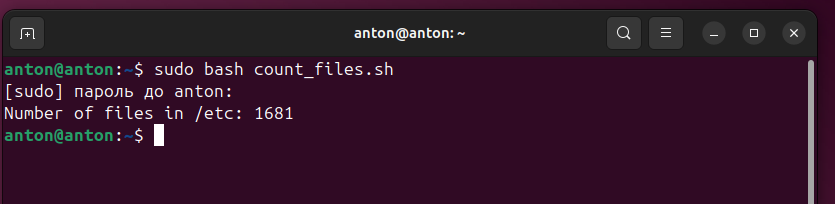 anton@anton: ~
anton@anton:~$ sudo bash count_files.sh
[sudo] пароль до anton:
Number of files in /etc: 1681
anton@anton:~$